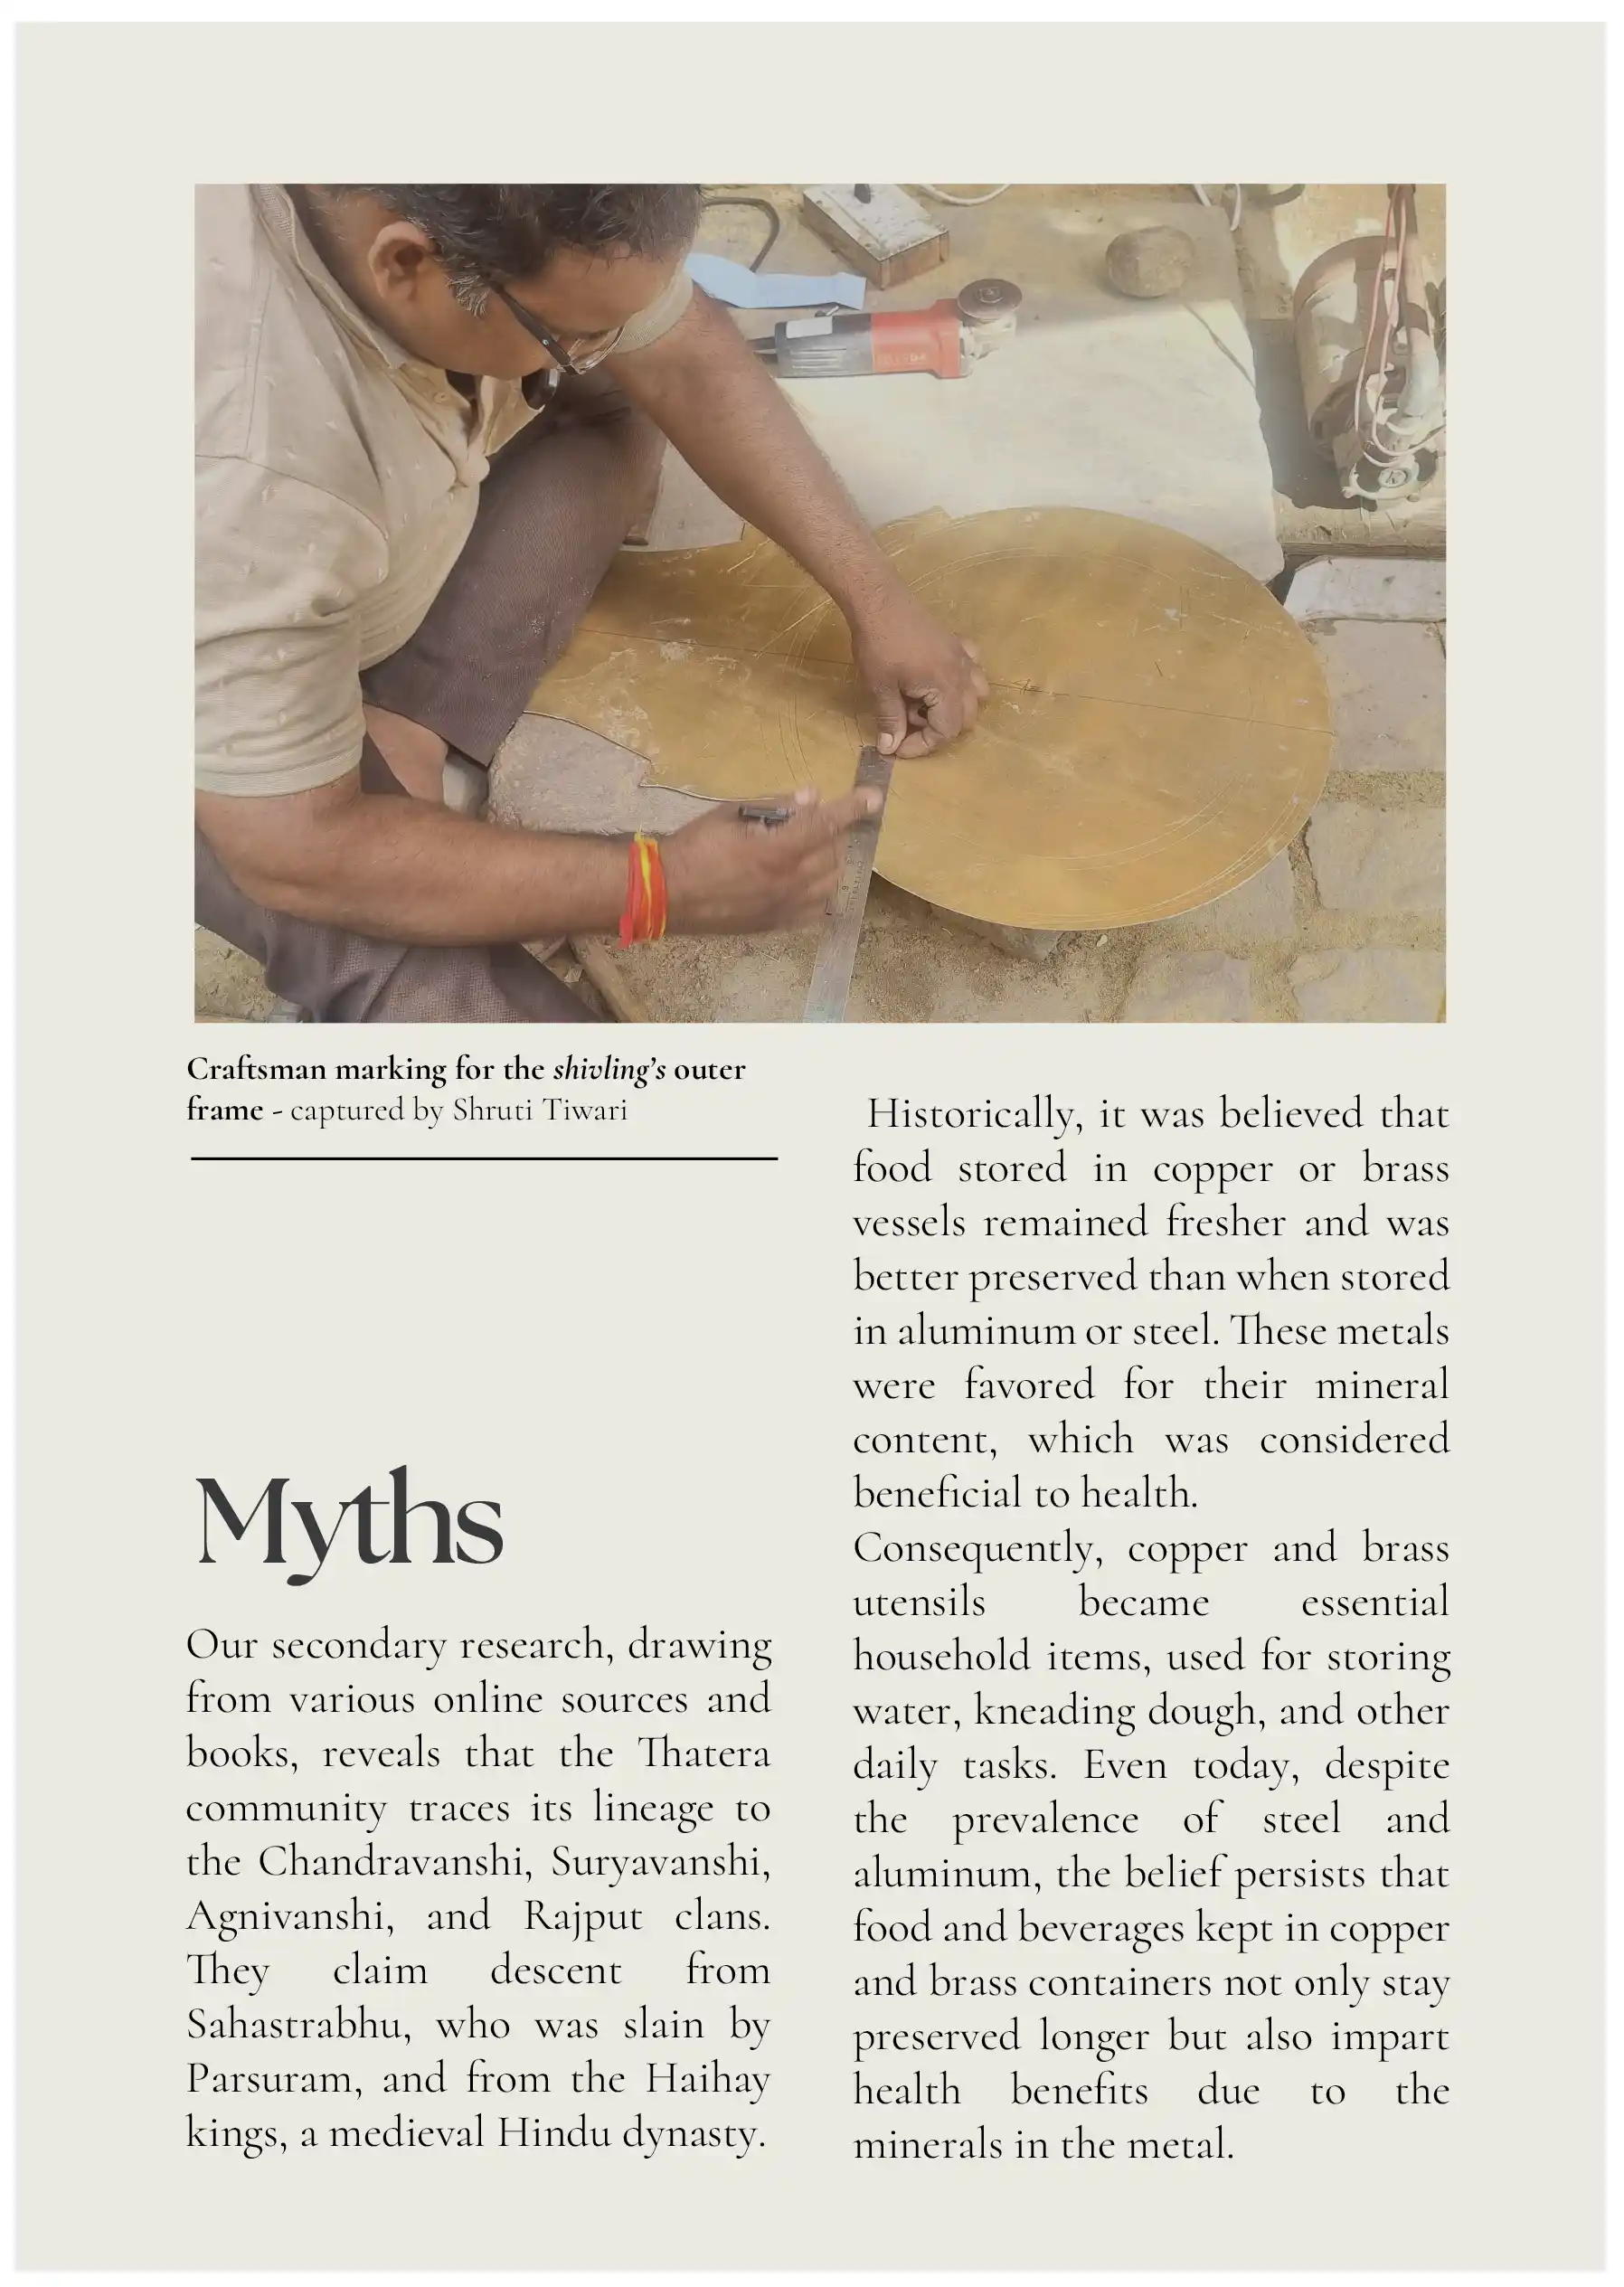 Craftsman marking for the shivling's outer
frame - captured by Shruti Tiwari
Myths
Our secondary research, drawing
from various online sources and
books, reveals that the Thatera
community traces its lineage to
the Chandravanshi, Suryavanshi,
Agnivanshi, and Rajput clans.
They claim descent from
Sahastrabhu, who was slain by
Parsuram, and from the Haihay
kings, a medieval Hindu dynasty.
Historically, it was believed that
food stored in copper or brass
vessels remained fresher and was
better preserved than when stored
in aluminum or steel. These metals
were favored for their mineral
content, which was considered
beneficial to health.
Consequently, copper and brass
utensils became essential
household items, used for storing
water, kneading dough, and other
daily tasks. Even today, despite
the prevalence of steel and
aluminum, the belief persists that
food and beverages kept in copper
and brass containers not only stay
preserved longer but also impart
health benefits due to the
minerals in the metal.